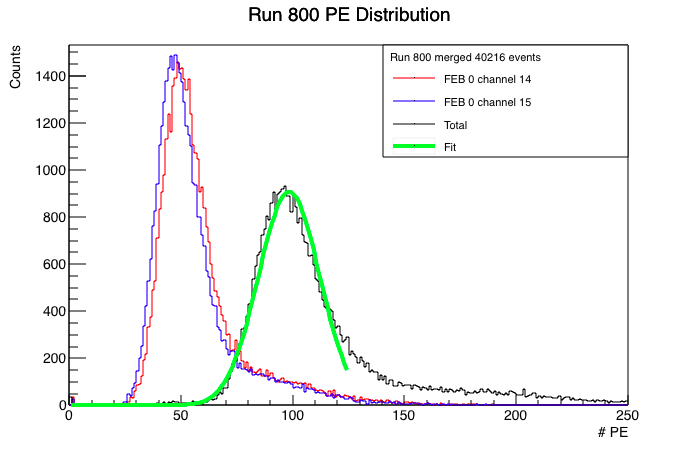 Run 800 PE Distribution
Counts
Run 800 merged 40216 events
FEB 0 channel 14
FEB 0 channel 15
Total
Fit
1400
1200
1000
800
600
400
200
0
0 50 100 150 200 250
# PE